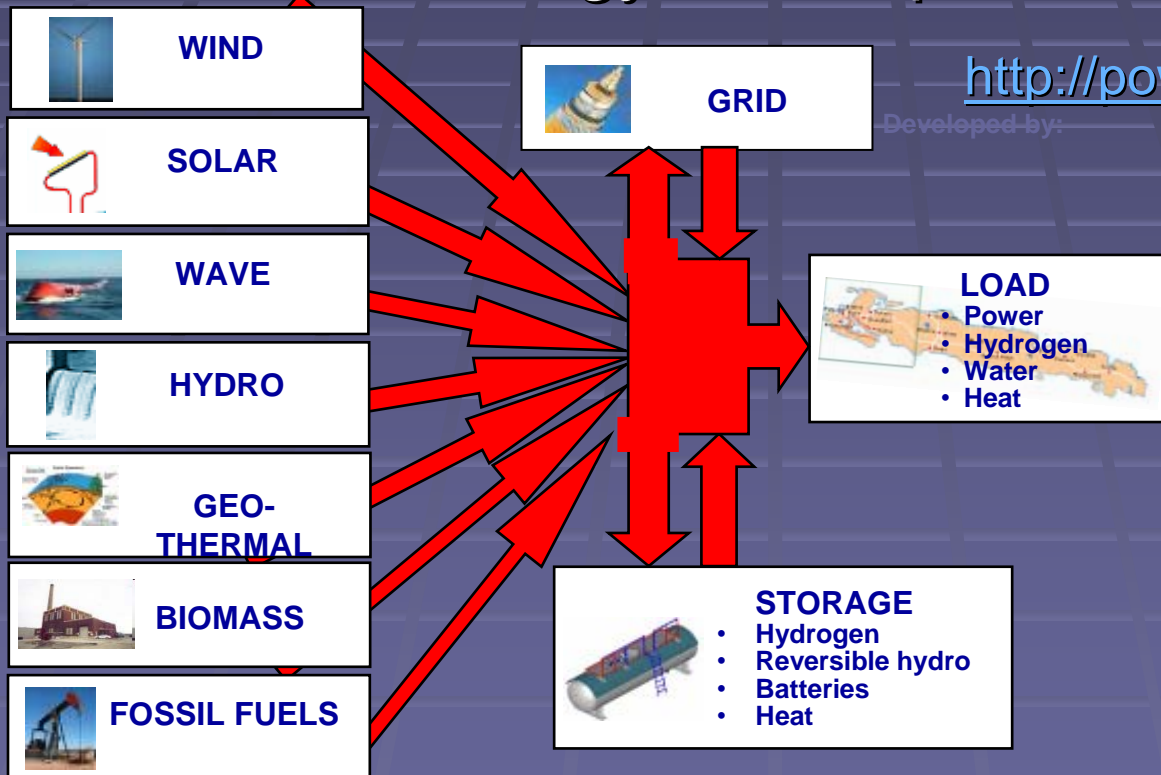 http://pov
Developed by:
WIND
SOLAR
WAVE
HYDRO
GEO-
THERMAL
BIOMASS
FOSSIL FUELS
GRID
LOAD
• Power
• Hydrogen
• Water
• Heat
STORAGE
• Hydrogen
• Reversible hydro
• Batteries
• Heat